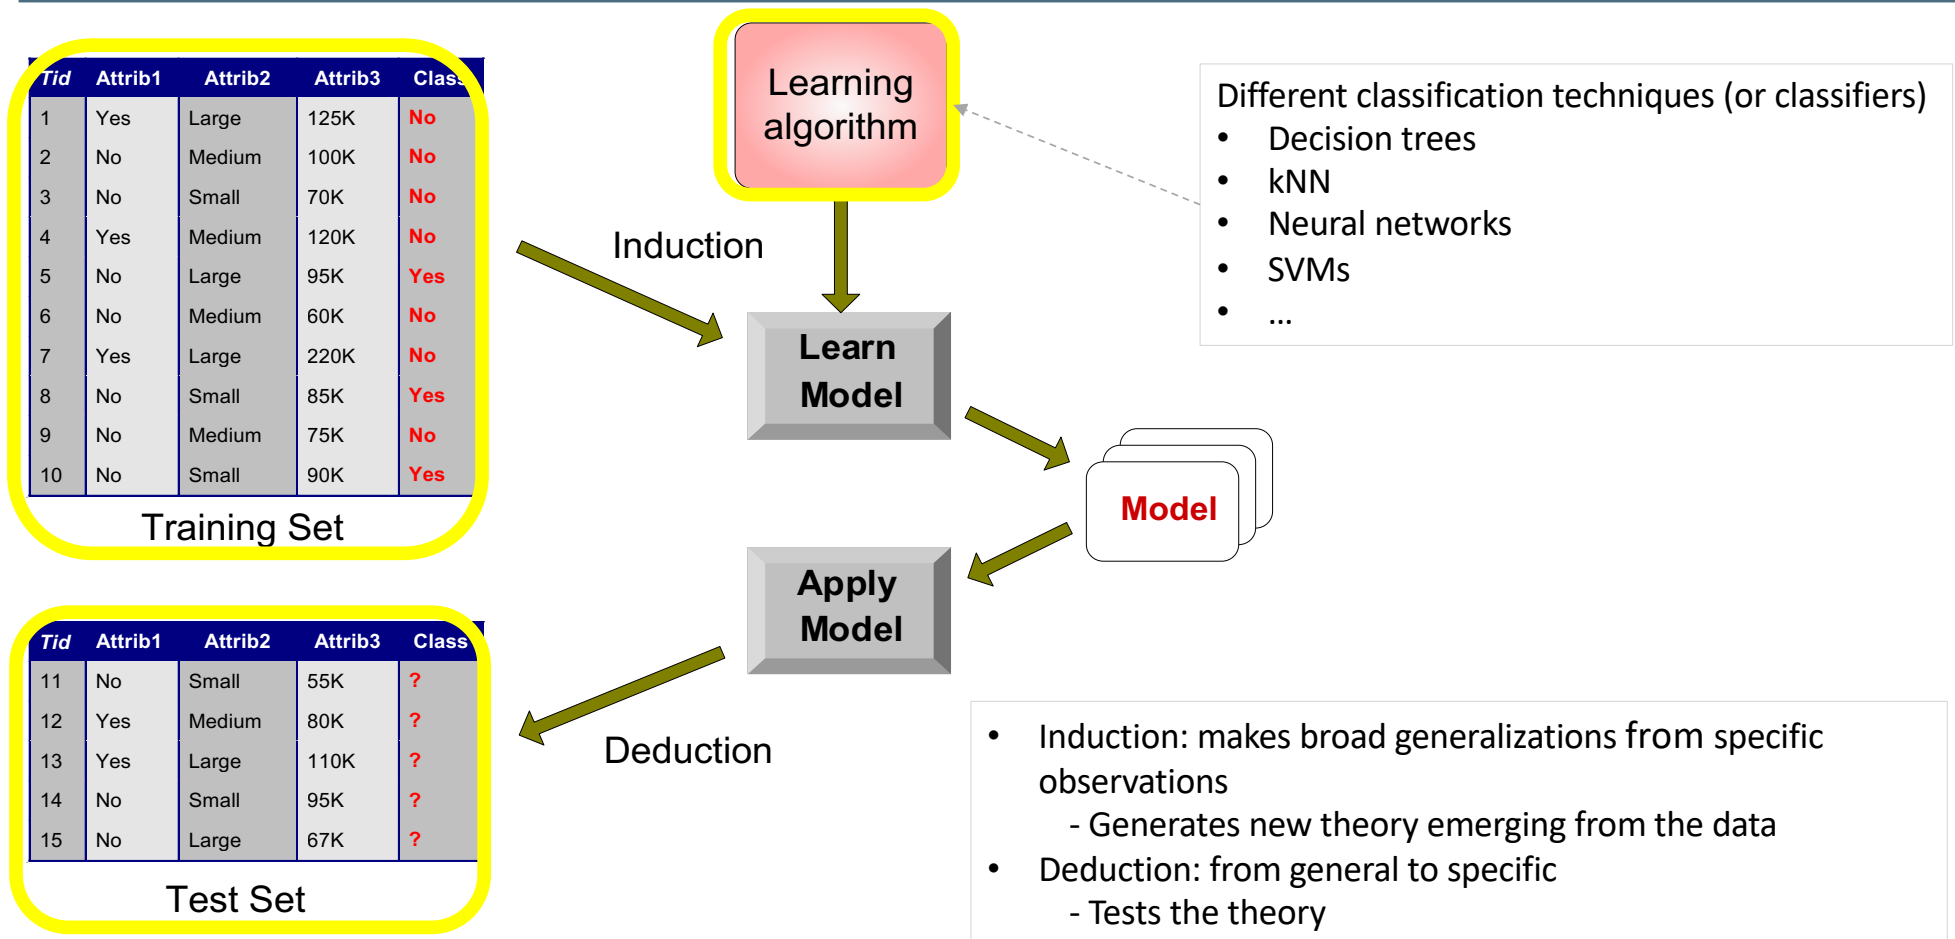 Tid Attrib1 Attrib2 Attrib3 Class
1 Yes Large 125K No
2 No Medium 100K No
3 No Small 70K No
4 Yes Medium 120K No
5 No Large 95K Yes
6 No Medium 60K No
7 Yes Large 220K No
8 No Small 85K Yes
9 No Medium 75K No
10 No Small 90K Yes
Training Set
Learning
algorithm
Different classification techniques (or classifiers)
• Decision trees
• kNN
• Neural networks
• SVMs
• ...
Induction
Learn
Model
Model
Apply
Model
Deduction
Tid Attrib1 Attrib2 Attrib3 Class
11 No Small 55K ?
12 Yes Medium 80K ?
13 Yes Large 110K ?
14 No Small 95K ?
15 No Large 67K ?
Test Set
• Induction: makes broad generalizations from specific
observations
- Generates new theory emerging from the data
• Deduction: from general to specific
- Tests the theory